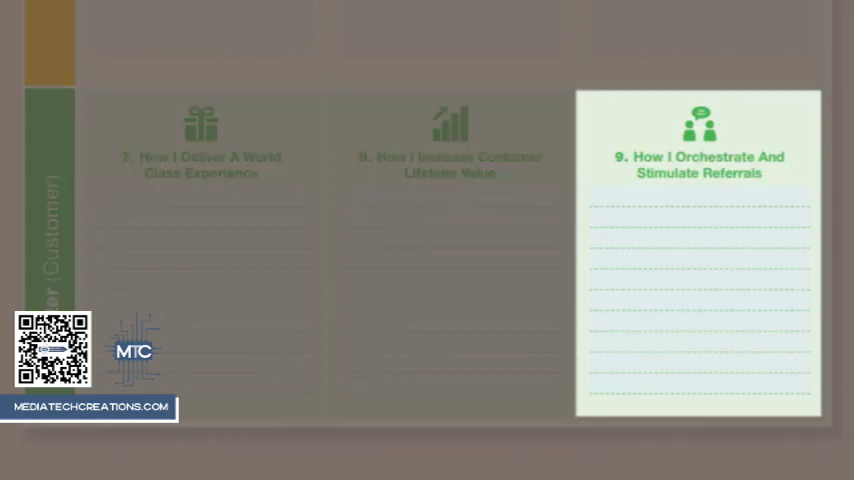 7. How I Deliver A World
Class Experience
8. How I Increase Customer
Lifetime Value
9. How I Orchestrate And
Stimulate Referrals
er (Customer)
MTC
MEDIATECHCREATIONS.COM